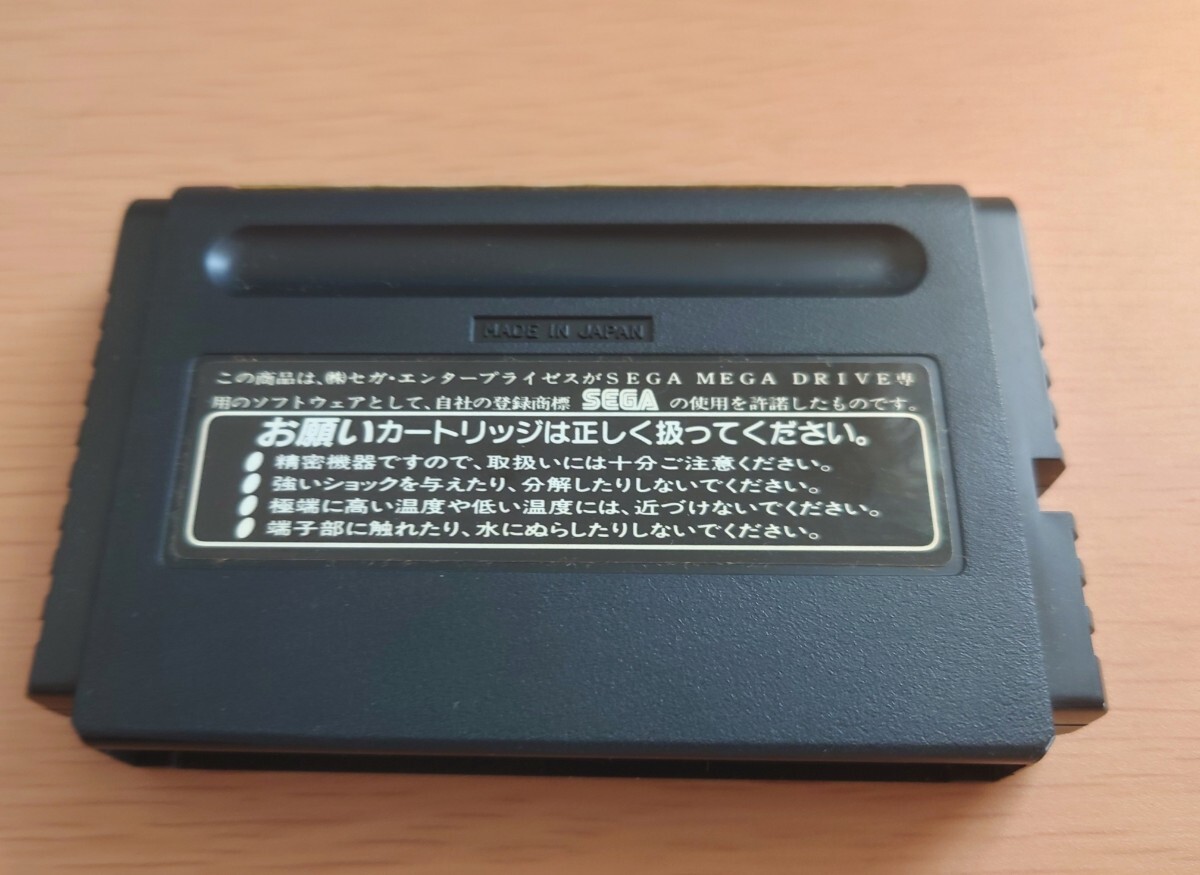 MADE IN JAPAN
この商品は、㈱セガ・エンタープライゼスがSEGA MEGA DRIVE専
用のソフトウェアとして、自社の登録商標 SEGA の使用を許諾したものです。
お願いカートリッジは正しく扱ってください。
●精密機器ですので、取扱いには十分ご注意ください。
●強いショックを与えたり、分解したりしないでください。
●極端に高い温度や低い温度には、近づけないでください。
●端子部に触れたり、水にぬらしたりしないでください。